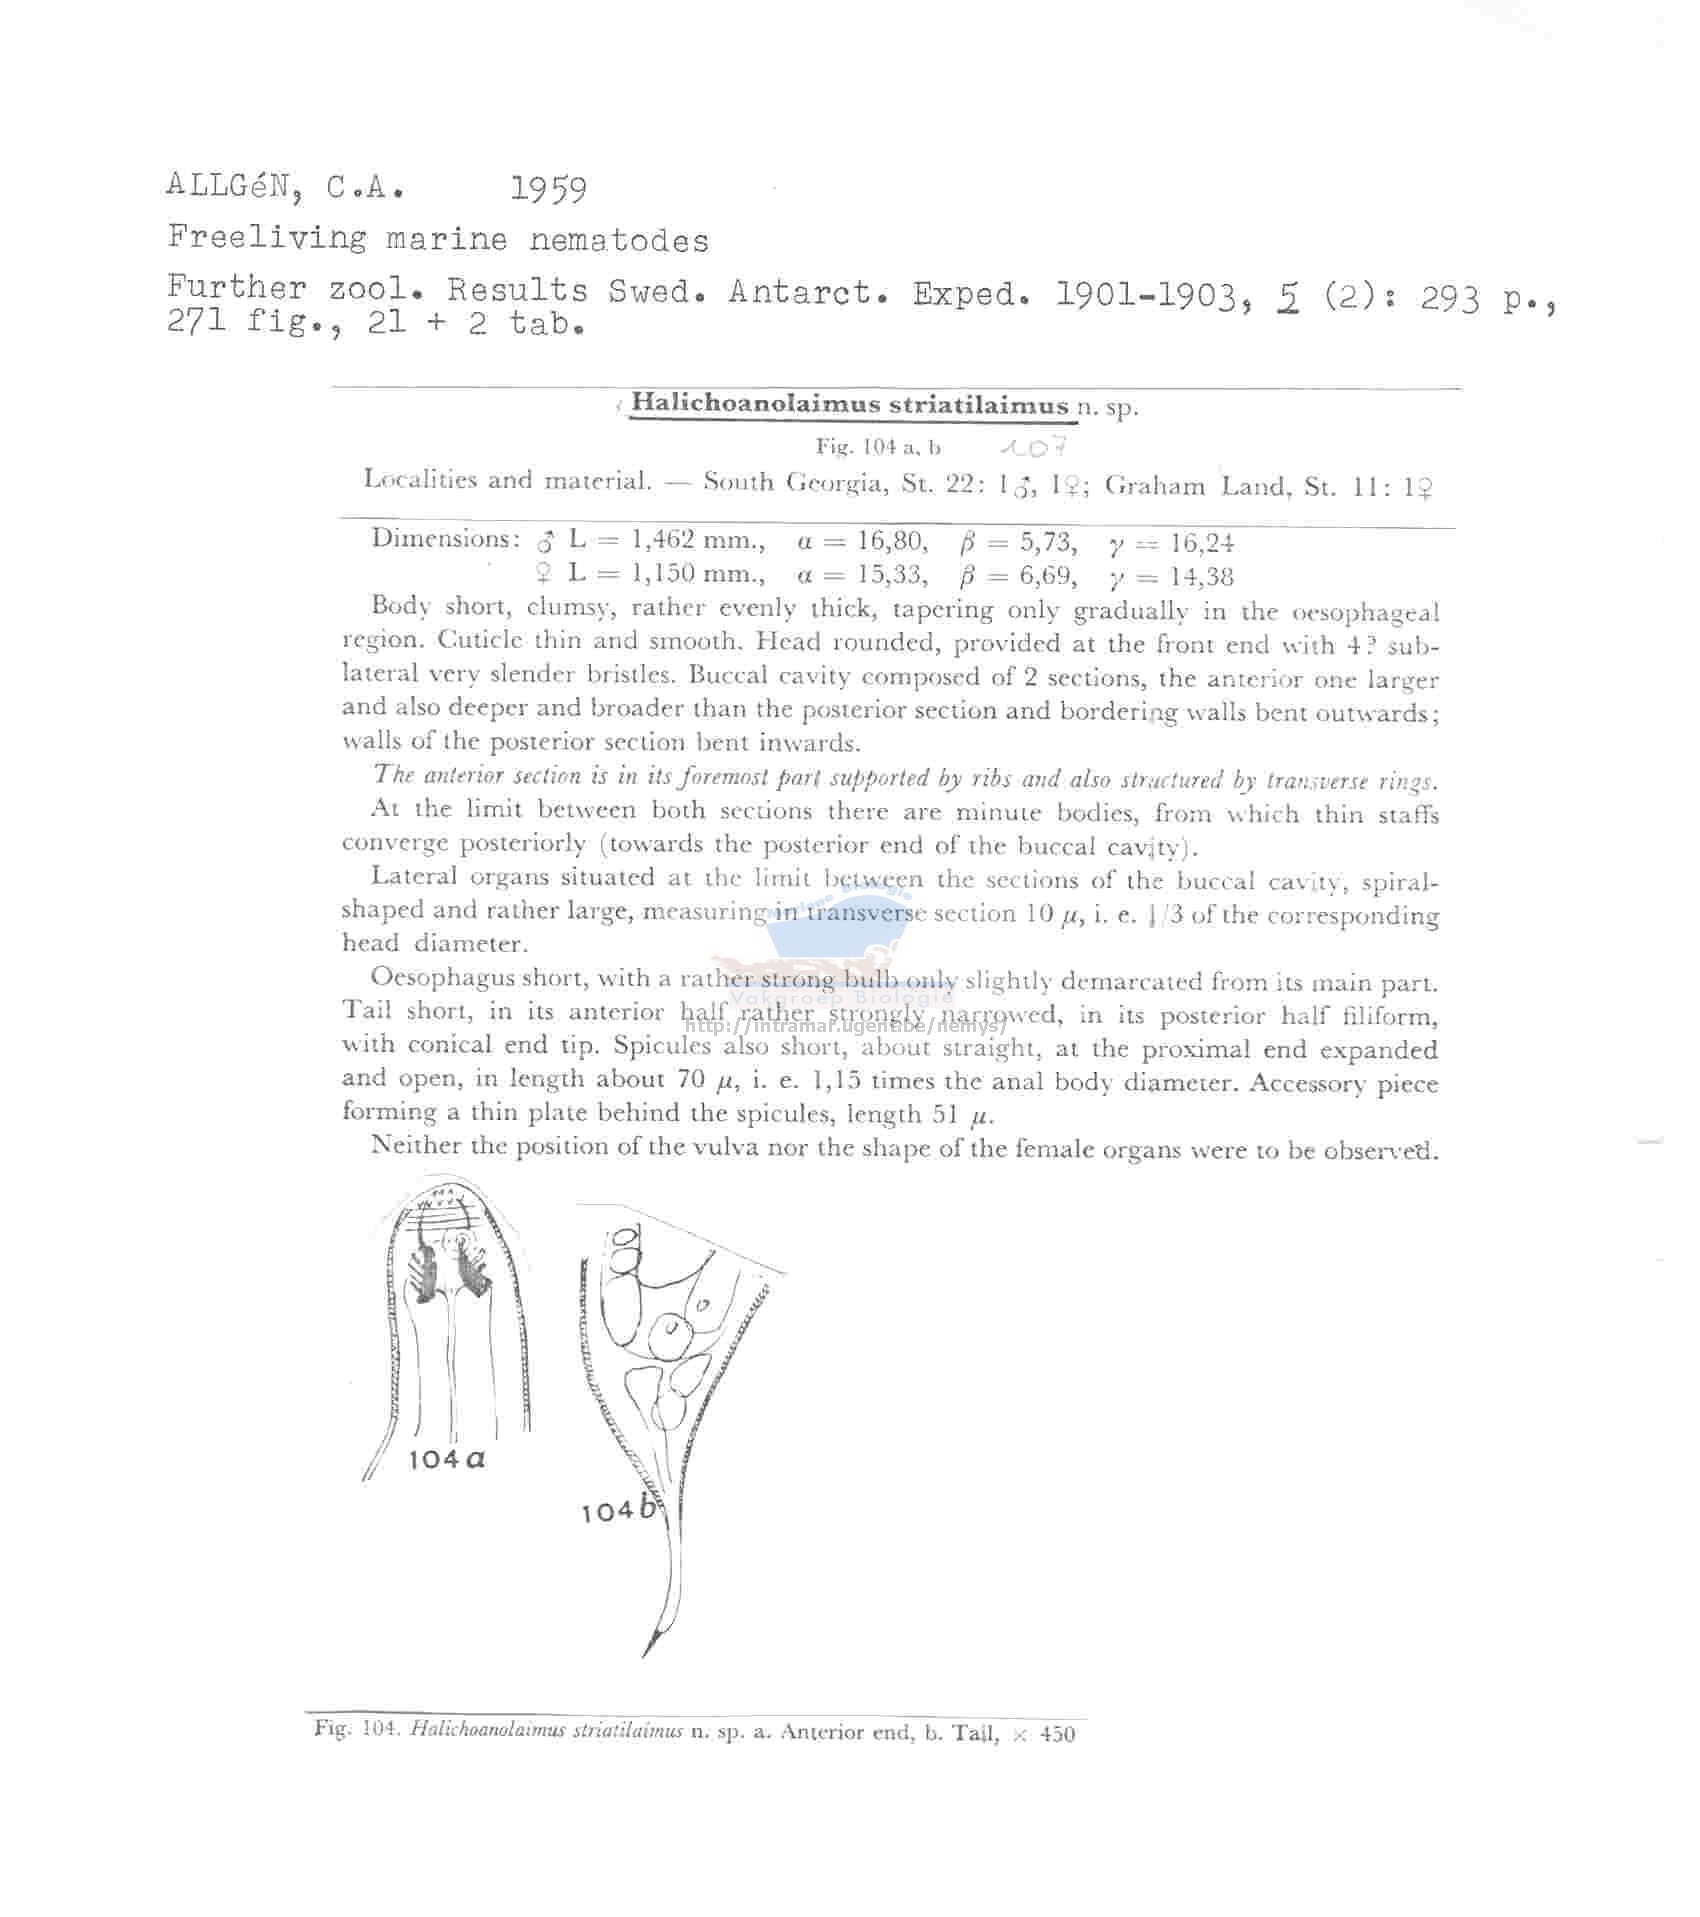 ALLGéN, C.A. 1959
Freeliving marine nematodes
Further zool. Results Swed. Antarct. Exped. 1901-1903, 5 (2): 293 p.,
271 fig., 21 + 2 tab.
Halichoanolaimus striatilaimus n. sp.
Fig. 104 a, b 107
Localities and material. — South Georgia, St. 22: 1♂, 1♀; Graham Land, St. 11: 1♀
Dimensions: ♂ L = 1,462 mm., α = 16,80, β = 5,73, γ = 16,24
♀ L = 1,150 mm., α = 15,33, β = 6,69, γ = 14,38
Body short, clumsy, rather evenly thick, tapering only gradually in the oesophageal
region. Cuticle thin and smooth. Head rounded, provided at the front end with 4? sub-
lateral very slender bristles. Buccal cavity composed of 2 sections, the anterior one larger
and also deeper and broader than the posterior section and bordering walls bent outwards;
walls of the posterior section bent inwards.
The anterior section is in its foremost part supported by ribs and also structured by transverse rings.
At the limit between both sections there are minute bodies, from which thin staffs
converge posteriorly (towards the posterior end of the buccal cavity).
Lateral organs situated at the limit between the sections of the buccal cavity, spiral-
shaped and rather large, measuring in transverse section 10 μ, i. e. 1/3 of the corresponding
head diameter.
Oesophagus short, with a rather strong bulb only slightly demarcated from its main part.
Tail short, in its anterior half rather strongly narrowed, in its posterior half filiform,
with conical end tip. Spicules also short, about straight, at the proximal end expanded
and open, in length about 70 μ, i. e. 1,15 times the anal body diameter. Accessory piece
forming a thin plate behind the spicules, length 51 μ.
Neither the position of the vulva nor the shape of the female organs were to be observed.
Mariene Biologie
Vakgroep Biologie
http://intramar.ugent.be/nemys/
104 a
104 b
Fig. 104. Halichoanolaimus striatilaimus n. sp. a. Anterior end, b. Tail, × 450